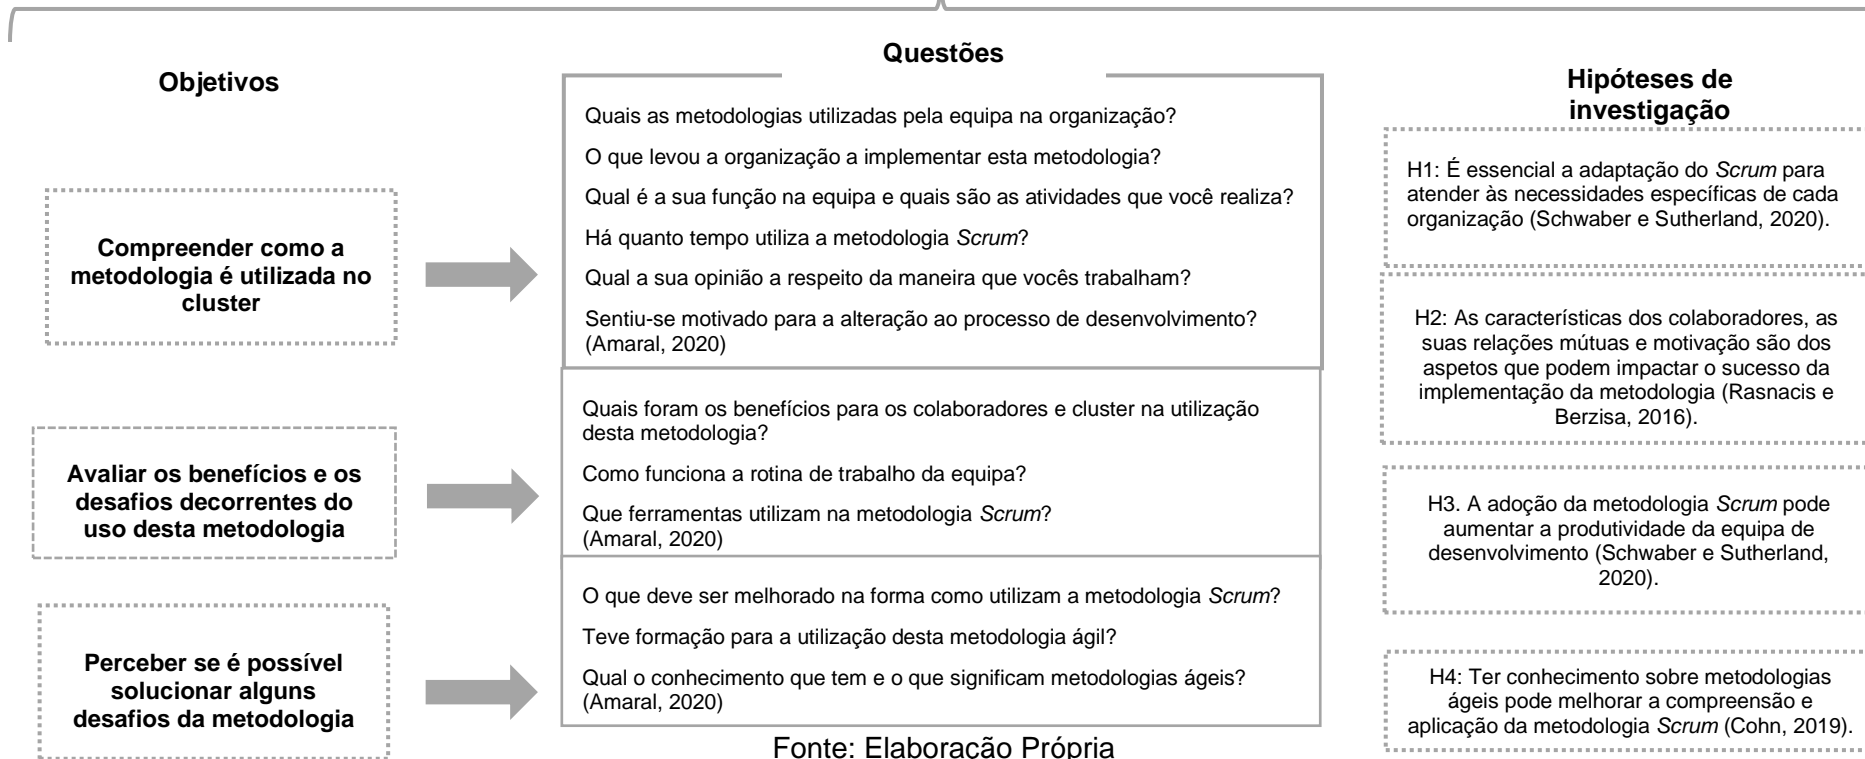 Objetivos
Compreender como a
metodologia é utilizada no
cluster
Avaliar os benefícios e os
desafios decorrentes do
uso desta metodologia
Perceber se é possível
solucionar alguns
desafios da metodologia
Questões
Quais as metodologias utilizadas pela equipa na organização?
O que levou a organização a implementar esta metodologia?
Qual é a sua função na equipa e quais são as atividades que você realiza?
Há quanto tempo utiliza a metodologia Scrum?
Qual a sua opinião a respeito da maneira que vocês trabalham?
Sentiu-se motivado para a alteração ao processo de desenvolvimento?
(Amaral, 2020)
Quais foram os benefícios para os colaboradores e cluster na utilização
desta metodologia?
Como funciona a rotina de trabalho da equipa?
Que ferramentas utilizam na metodologia Scrum?
(Amaral, 2020)
O que deve ser melhorado na forma como utilizam a metodologia Scrum?
Teve formação para a utilização desta metodologia ágil?
Qual o conhecimento que tem e o que significam metodologias ágeis?
(Amaral, 2020)
Hipóteses de
investigação
H1: É essencial a adaptação do Scrum para
atender às necessidades específicas de cada
organização (Schwaber e Sutherland, 2020).
H2: As características dos colaboradores, as
suas relações mútuas e motivação são dos
aspetos que podem impactar o sucesso da
implementação da metodologia (Rasnacis e
Berzisa, 2016).
H3. A adoção da metodologia Scrum pode
aumentar a produtividade da equipa de
desenvolvimento (Schwaber e Sutherland,
2020).
H4: Ter conhecimento sobre metodologias
ágeis pode melhorar a compreensão e
aplicação da metodologia Scrum (Cohn, 2019).
Fonte: Elaboração Própria